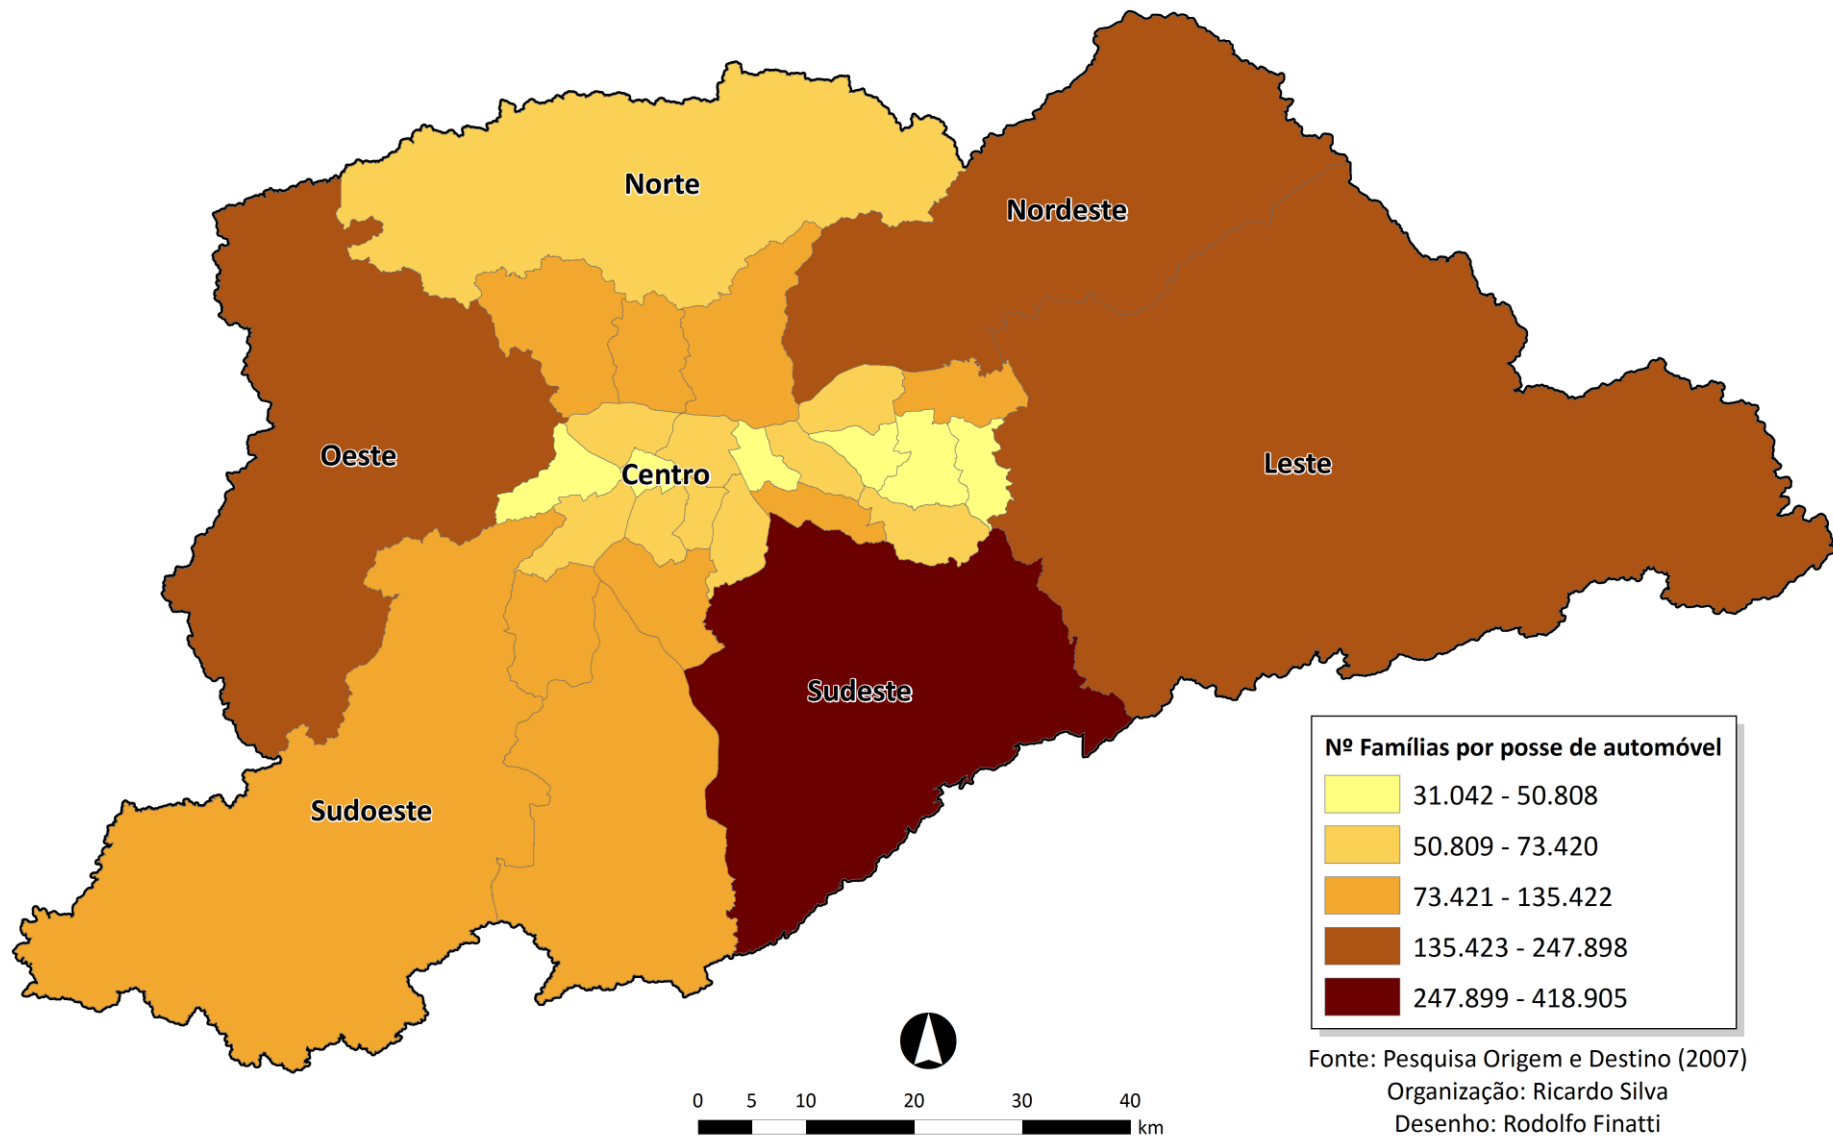 Norte
Nordeste
Oeste
Centro
Leste
Sudeste
Sudoeste
Nº Famílias por posse de automóvel
31.042 - 50.808
50.809 - 73.420
73.421 - 135.422
135.423 - 247.898
247.899 - 418.905
Fonte: Pesquisa Origem e Destino (2007)
Organização: Ricardo Silva
Desenho: Rodolfo Finatti
0 5 10 20 30 40
km